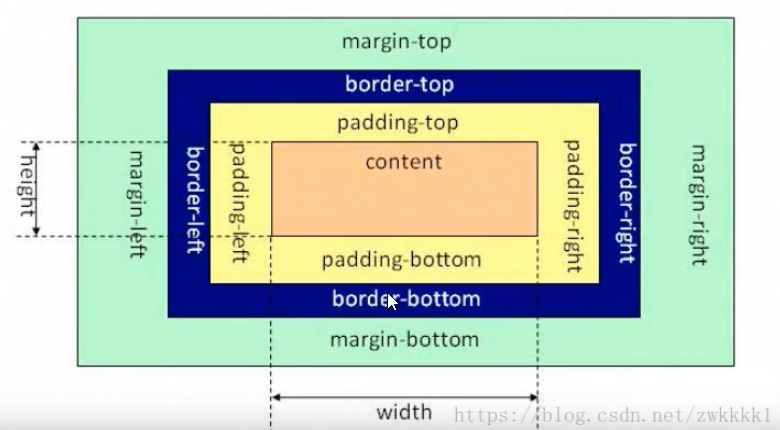 margin-top
border-top
padding-top
content
height
margin-left
border-left
padding-left
padding-right
border-right
margin-right
padding-bottom
border-bottom
margin-bottom
width
https://blog.csdn.net/zwkkkk1